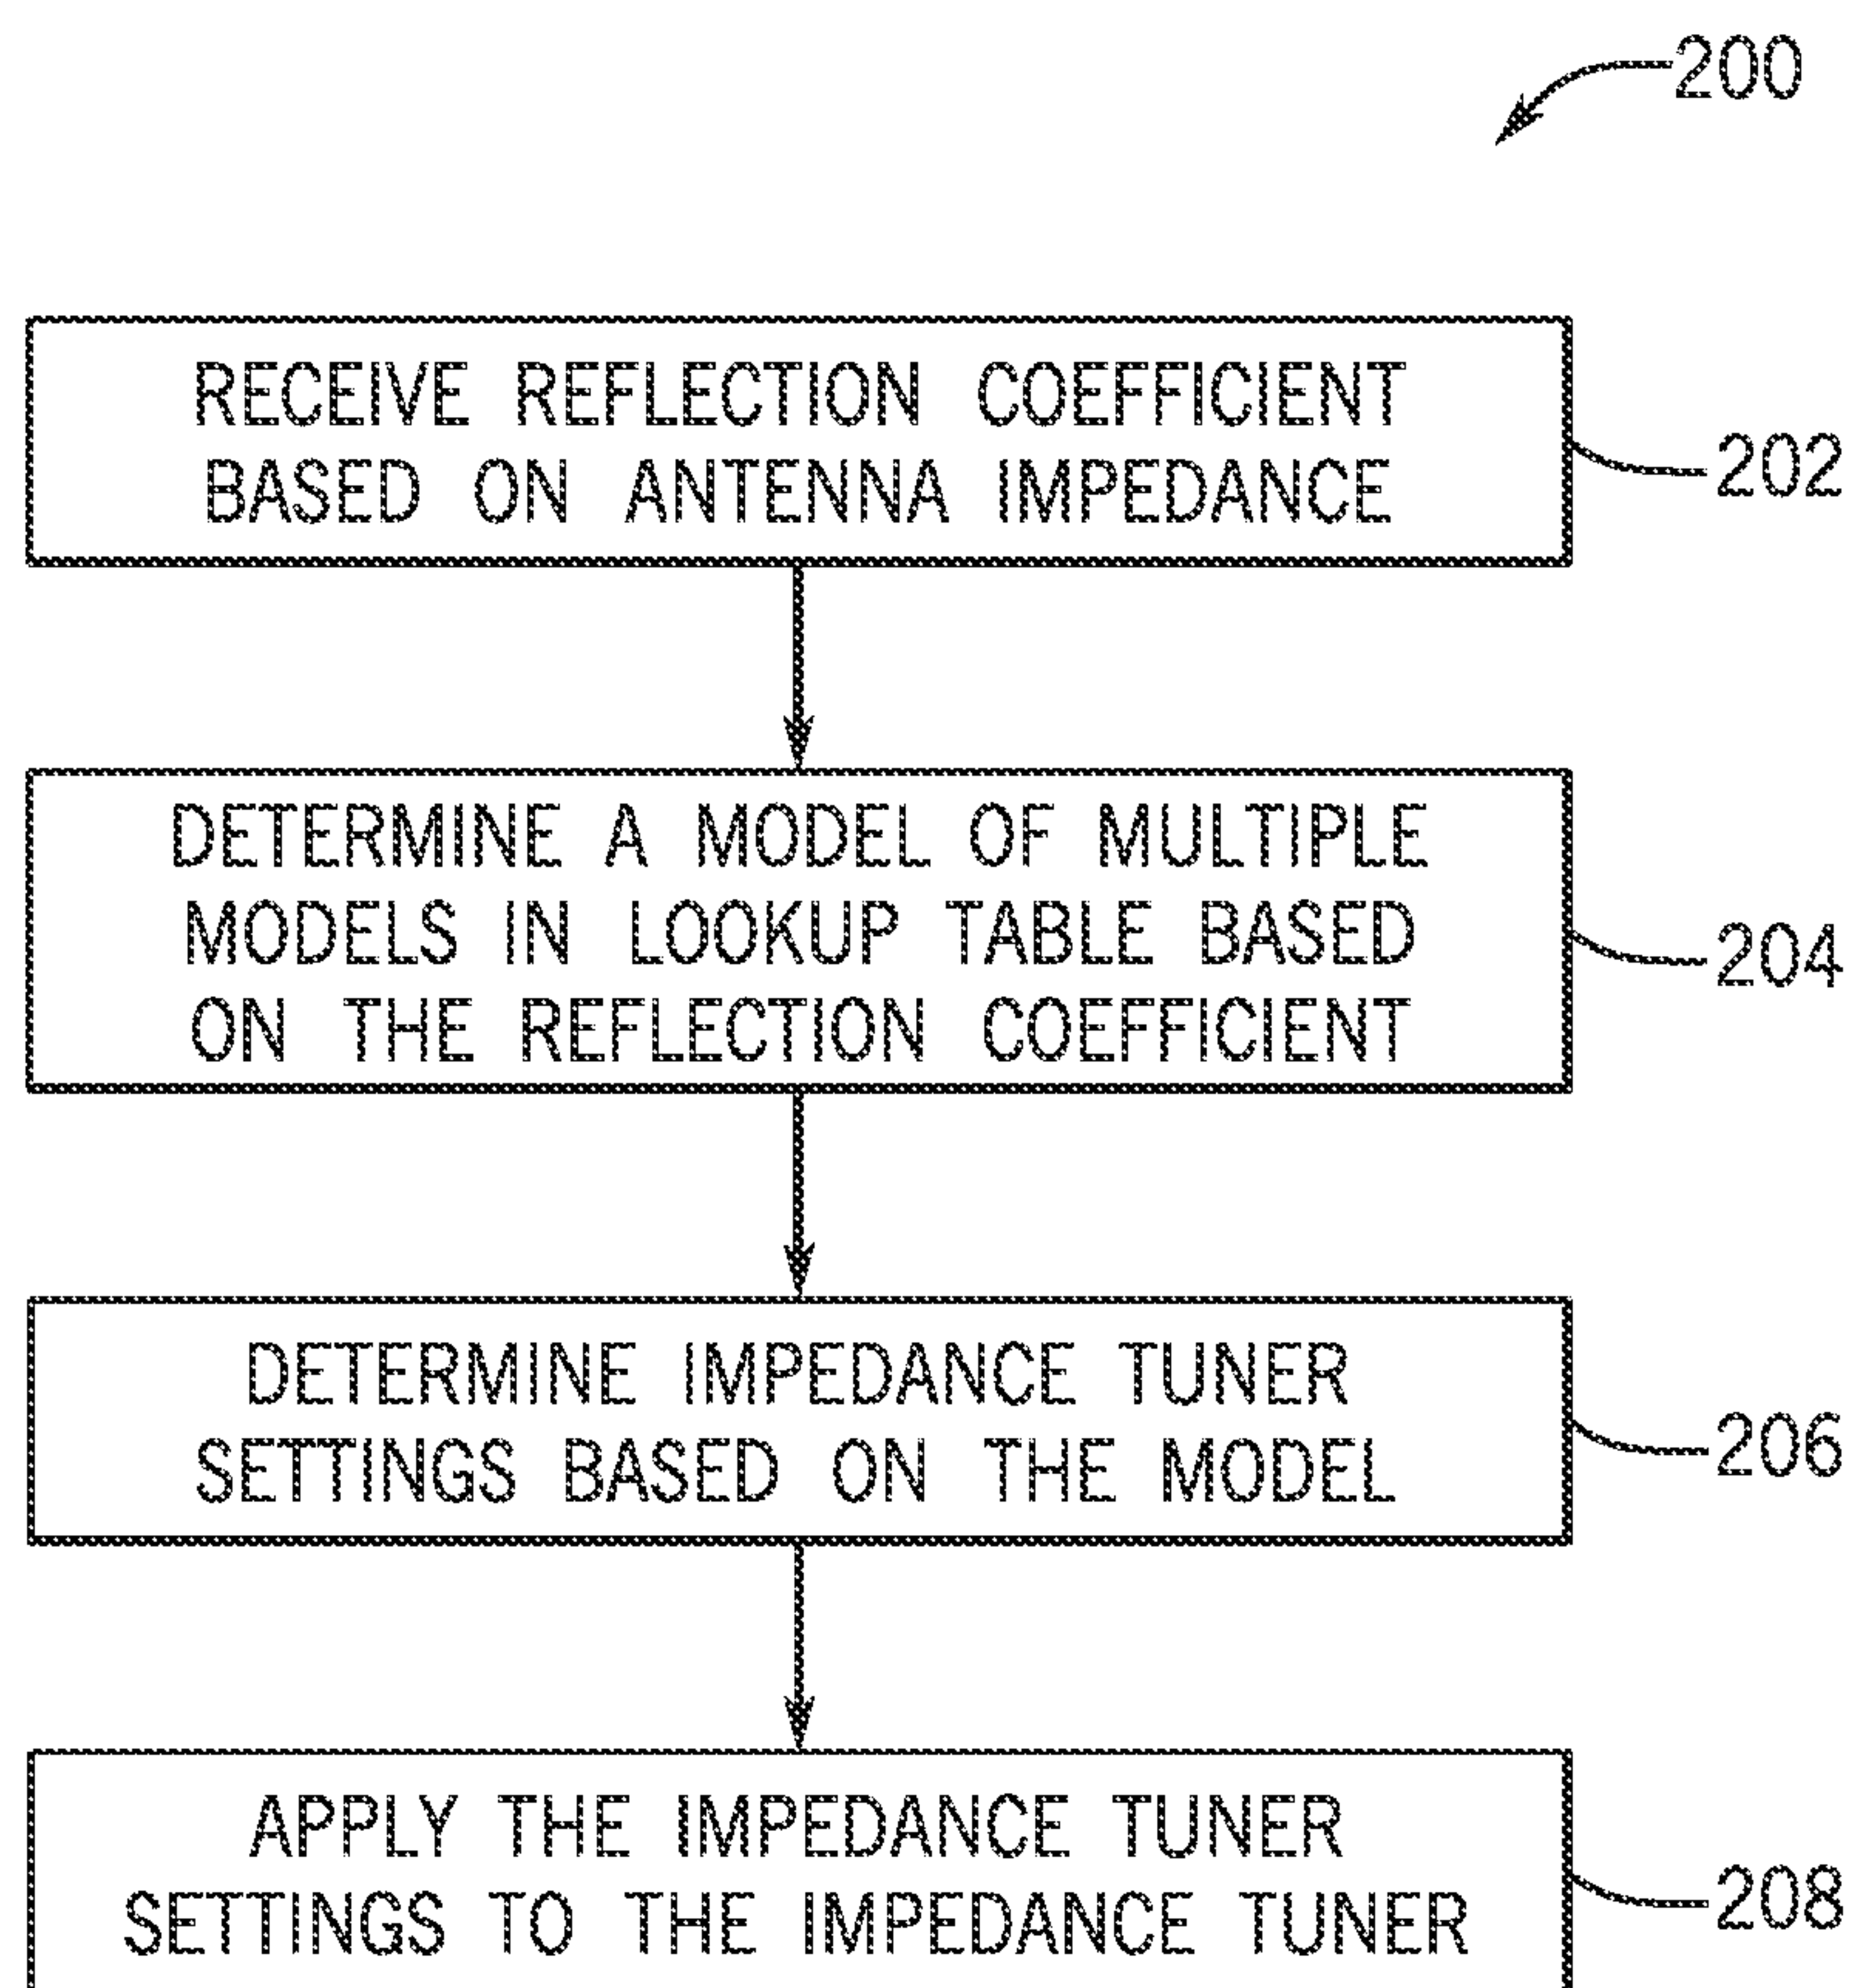 200
RECEIVE REFLECTION COEFFICIENT
BASED ON ANTENNA IMPEDANCE
202
DETERMINE A MODEL OF MULTIPLE
MODELS IN LOOKUP TABLE BASED
ON THE REFLECTION COEFFICIENT
204
DETERMINE IMPEDANCE TUNER
SETTINGS BASED ON THE MODEL
206
APPLY THE IMPEDANCE TUNER
SETTINGS TO THE IMPEDANCE TUNER
208